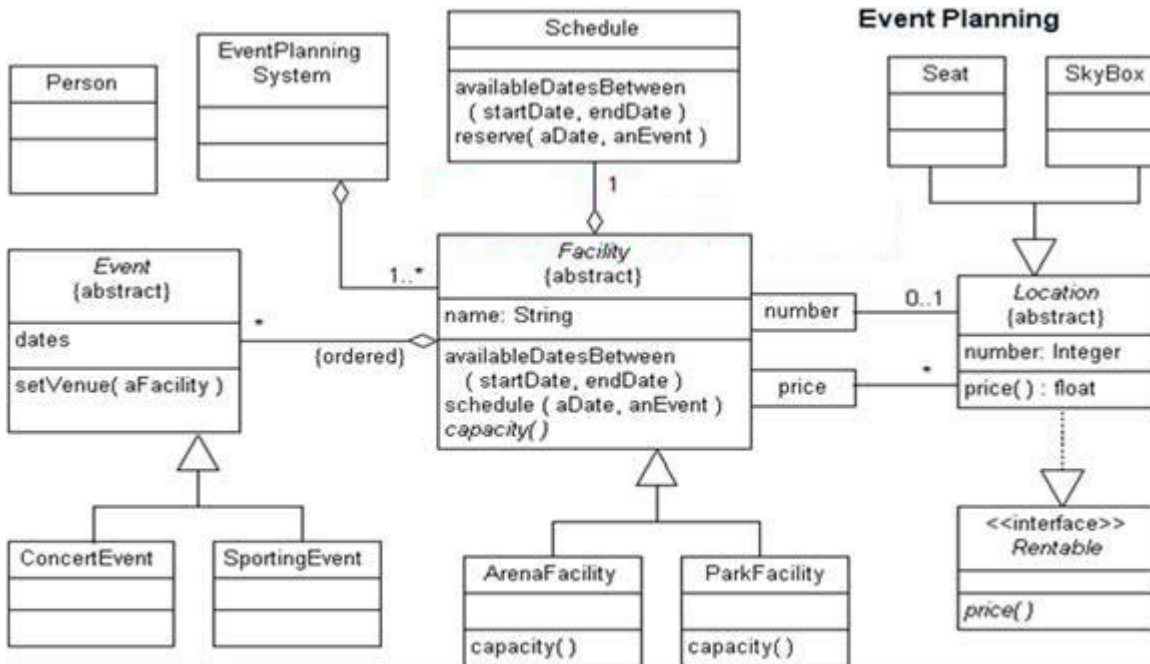 Event Planning
Person
EventPlanning
System
Schedule
availableDatesBetween
( startDate, endDate )
reserve( aDate, anEvent )
Seat
SkyBox
1
Event
{abstract}
dates
setVenue( aFacility )
1..*
*
{ordered}
Facility
{abstract}
name: String
availableDatesBetween
( startDate, endDate )
schedule ( aDate, anEvent )
capacity( )
number
0..1
price
*
Location
{abstract}
number: Integer
price( ) : float
ConcertEvent
SportingEvent
ArenaFacility
capacity( )
ParkFacility
capacity( )
<<interface>>
Rentable
price( )